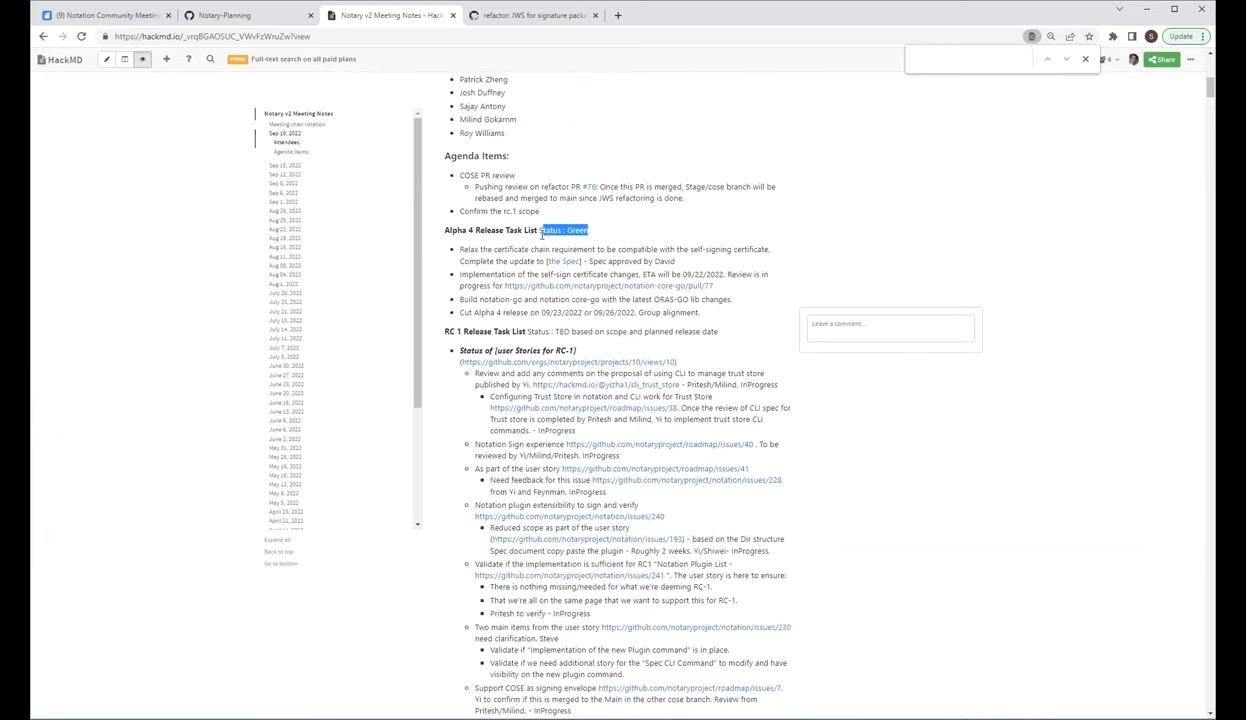 (9) Notation Community Meetin
Notary-Planning
Notary v2 Meeting Notes - Hack
refactor: JWS for signature pack
https://hackmd.io/_vrqBGAOSUC_VWvFzWruZw?view
S
Update
HackMD
Prime
Full-text search on all paid plans
4
Share
Patrick Zheng
Josh Duffney
Sajay Antony
Milind Gokarnm
Roy Williams
Notary v2 Meeting Notes
Meeting chair rotation
Sep 19, 2022
Attendees:
Agenda Items:
Sep 15, 2022
Sep 12, 2022
Sep 8, 2022
Sep 6, 2022
Sep 1, 2022
Aug 29, 2022
Aug 25, 2022
Aug 22, 2022
Aug 18, 2022
Aug 15, 2022
Aug 11, 2022
Aug 08, 2022
Aug 04, 2022
Aug 1, 2022
July 28, 2022
July 25, 2022
July 21, 2022
July 18, 2022
July 14, 2022
July 11, 2022
July 7, 2022
July 5, 2022
June 30, 2022
June 27, 2022
June 23, 2022
June 20, 2022
June 16, 2022
June 13, 2022
June 9, 2022
June 6, 2022
June 2, 2022
May 31, 2022
May 26, 2022
May 19, 2022
May 16, 2022
May 12, 2022
May 9, 2022
May 5, 2022
April 28, 2022
April 21, 2022
Expand all
Back to top
Go to bottom
Agenda Items:
COSE PR review
Pushing review on refactor PR #76: Once this PR is merged, Stage/cose branch will be
rebased and merged to main since JWS refactoring is done.
Confirm the rc.1 scope
Alpha 4 Release Task List Status : Green
Relax the certificate chain requirement to be compatible with the self-signing certificate.
Complete the update to [the Spec] - Spec approved by David
Implementation of the self-sign certificate changes, ETA will be 09/22/2022. Review is in
progress for https://github.com/notaryproject/notation-core-go/pull/77
Build notation-go and notation core-go with the latest ORAS-GO lib changes.
Cut Alpha 4 release on 09/23/2022 or 09/26/2022. Group alignment.
RC 1 Release Task List Status : TBD based on scope and planned release date
Status of [user Stories for RC-1]
(https://github.com/orgs/notaryproject/projects/10/views/10)
Review and add any comments on the proposal of using CLI to manage trust store
published by Yi. https://hackmd.io/@yizha1/cli_trust_store - Pritesh/Milind. InProgress
Configuring Trust Store in notation and CLI work for Trust Store
https://github.com/notaryproject/roadmap/issues/38. Once the review of CLI spec for
Trust store is completed by Pritesh and Milind, Yi to implement trust store CLI
commands. - InProgress
Notation Sign experience https://github.com/notaryproject/roadmap/issues/40 . To be
reviewed by Yi/Milind/Pritesh. InProgress
As part of the user story https://github.com/notaryproject/roadmap/issues/41
Need feedback for this issue https://github.com/notaryproject/notation/issues/228
from Yi and Feynman. InProgress
Notation plugin extensibility to sign and verify
https://github.com/notaryproject/notation/issues/240
Reduced scope as part of the user story
(https://github.com/notaryproject/notation/issues/193) - based on the Dir structure
Spec document copy paste the plugin - Roughly 2 weeks. Yi/Shiwei- InProgress.
Validate if the implementation is sufficient for RC1 "Notation Plugin List -
https://github.com/notaryproject/notation/issues/241 ". The user story is here to ensure:
There is nothing missing/needed for what we're deeming RC-1.
That we're all on the same page that we want to support this for RC-1.
Pritesh to verify - InProgress
Two main items from the user story https://github.com/notaryproject/notation/issues/230
need clarification. Steve
Validate if "Implementation of the new Plugin command" is in place.
Validate if we need additional story for the "Spec CLI Command" to modify and have
visibility on the new plugin command.
Support COSE as signing envelope https://github.com/notaryproject/roadmap/issues/7.
Yi to confirm if this is merged to the Main in the other cose branch. Review from
Pritesh/Milind. - InProgress
Leave a comment...